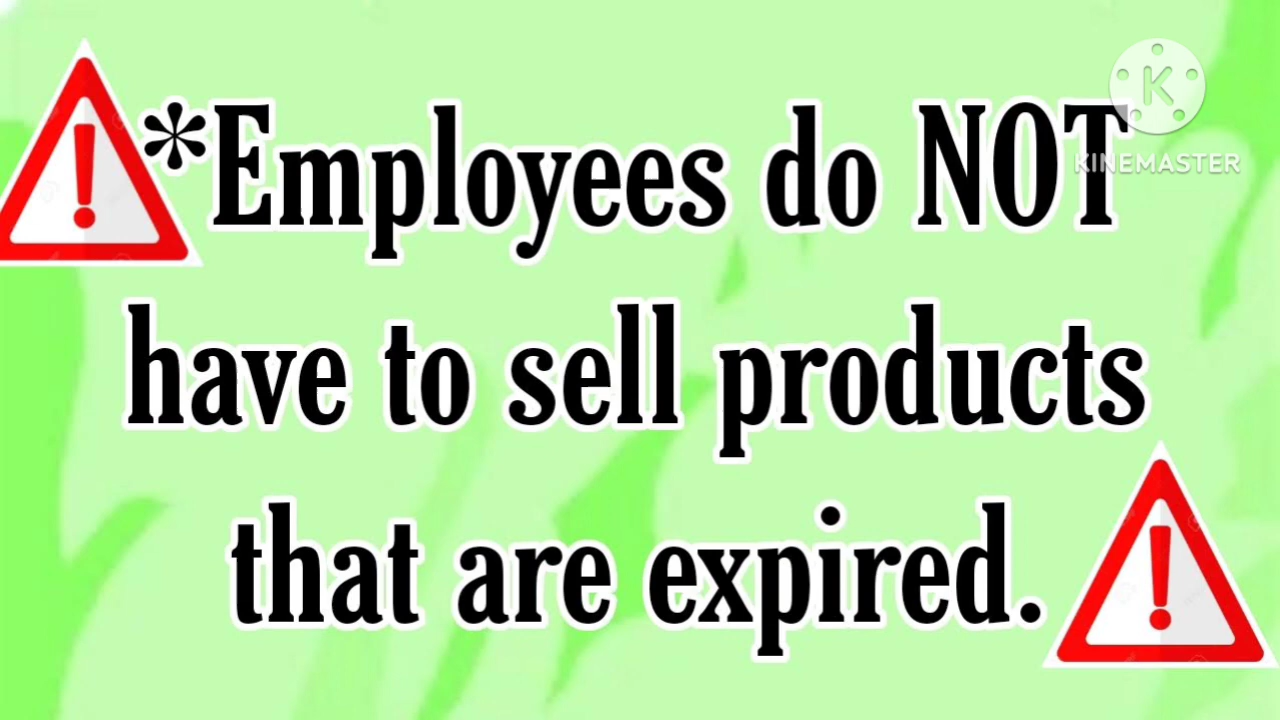 *Employees do NOT
have to sell products
that are expired.
K
KINEMASTER